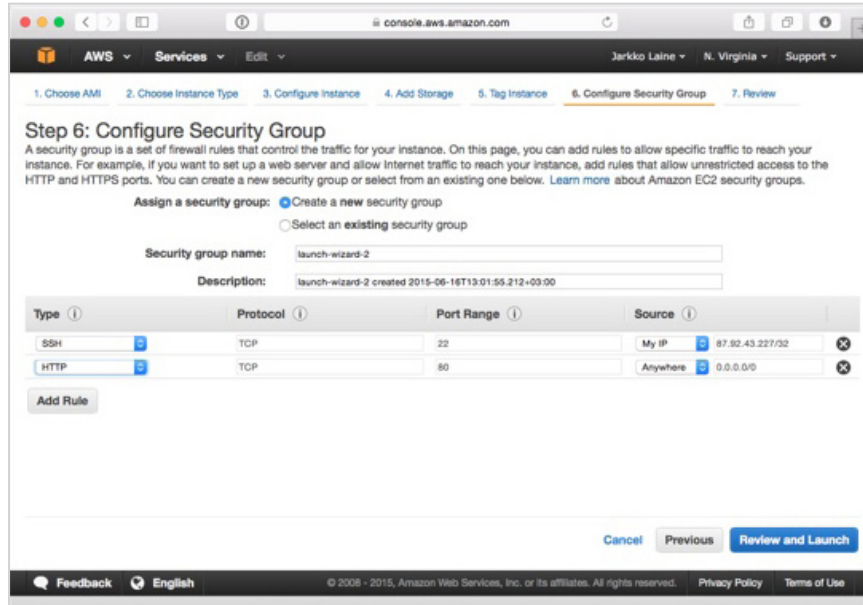 console.aws.amazon.com
AWS Services Edit Jarkko Laine N. Virginia Support
1. Choose AMI 2. Choose Instance Type 3. Configure Instance 4. Add Storage 5. Tag Instance 6. Configure Security Group 7. Review
Step 6: Configure Security Group
A security group is a set of firewall rules that control the traffic for your instance. On this page, you can add rules to allow specific traffic to reach your
instance. For example, if you want to set up a web server and allow Internet traffic to reach your instance, add rules that allow unrestricted access to the
HTTP and HTTPS ports. You can create a new security group or select from an existing one below. Learn more about Amazon EC2 security groups.
Assign a security group: Create a new security group
Select an existing security group
Security group name: launch-wizard-2
Description: launch-wizard-2 created 2015-06-16T13:01:55.212+03:00
Type Protocol Port Range Source
SSH TCP 22 My IP 87.92.43.227/32
HTTP TCP 80 Anywhere 0.0.0.0/0
Add Rule
Cancel Previous Review and Launch
Feedback English © 2008 - 2015, Amazon Web Services, Inc. or its affiliates. All rights reserved. Privacy Policy Terms of Use